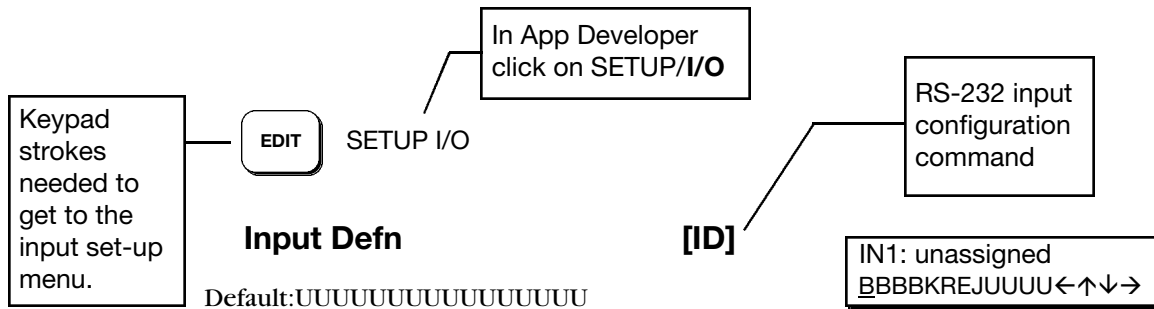 In App Developer
click on SETUP/I/O
Keypad
strokes
needed to
get to the
input set-up
menu.
EDIT
SETUP I/O
RS-232 input
configuration
command
Input Defn
[ID]
Default:UUUUUUUUUUUUUUUU
IN1: unassigned
BBBBKREJUUUU←↑↓→